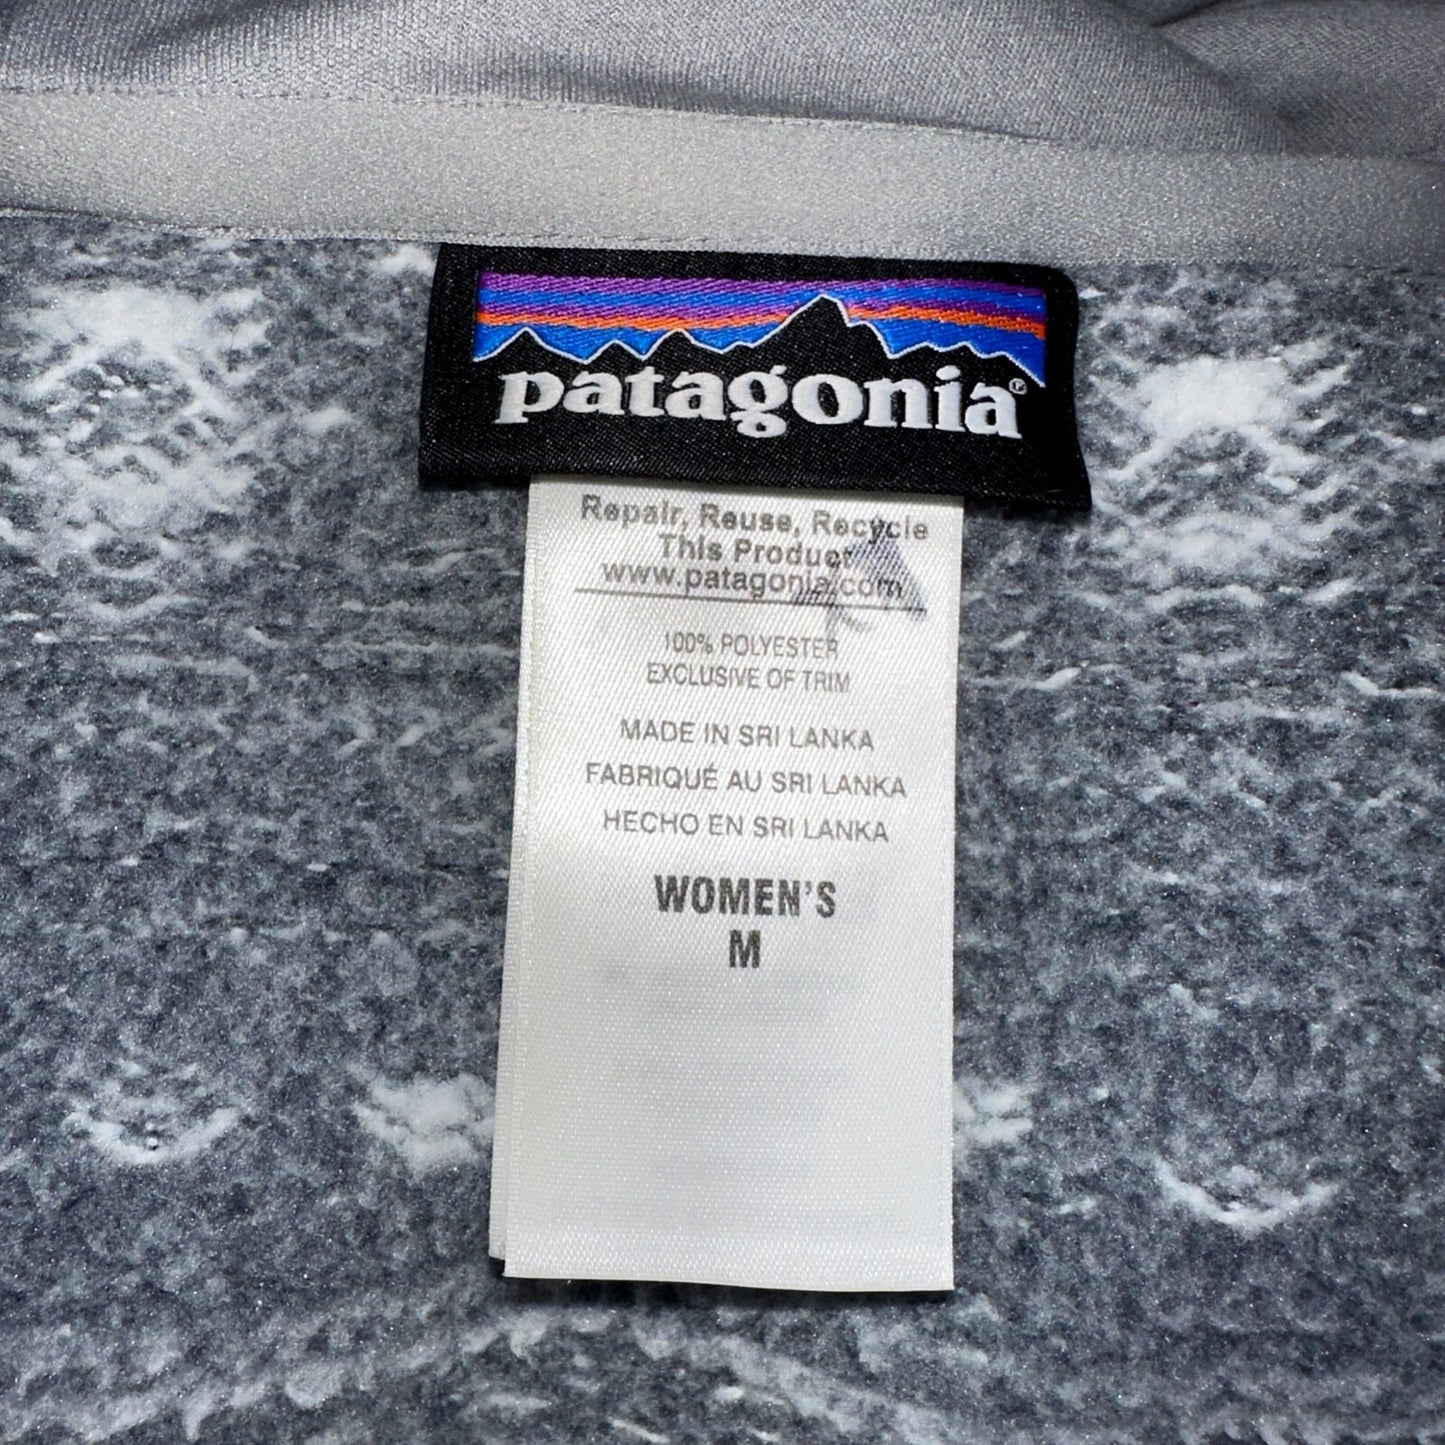 patagonia®
Repair, Reuse, Recycle
This Product
www.patagonia.com
100% POLYESTER
EXCLUSIVE OF TRIM
MADE IN SRI LANKA
FABRIQUÉ AU SRI LANKA
HECHO EN SRI LANKA
WOMEN'S
M